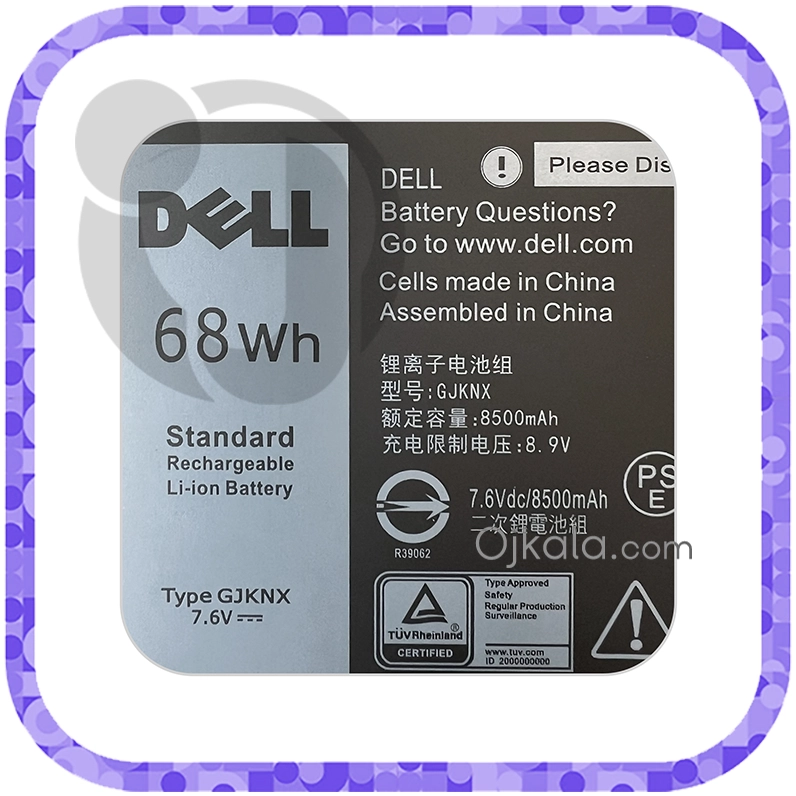 DELL
68Wh
Standard
Rechargeable
Li-ion Battery
Type GJKNX
7.6V
DELL
! Please Dis
Battery Questions?
Go to www.dell.com
Cells made in China
Assembled in China
锂离子电池组
型号:GJKNX
额定容量:8500mAh
充电限制电压:8.9V
PS
E
7.6Vdc/8500mAh
二次鋰電池組
R39062
Ojkala.com
TÜVRheinland ®
CERTIFIED
Type Approved
Safety
Regular Production
Surveillance
www.tuv.com
ID 2000000000
!